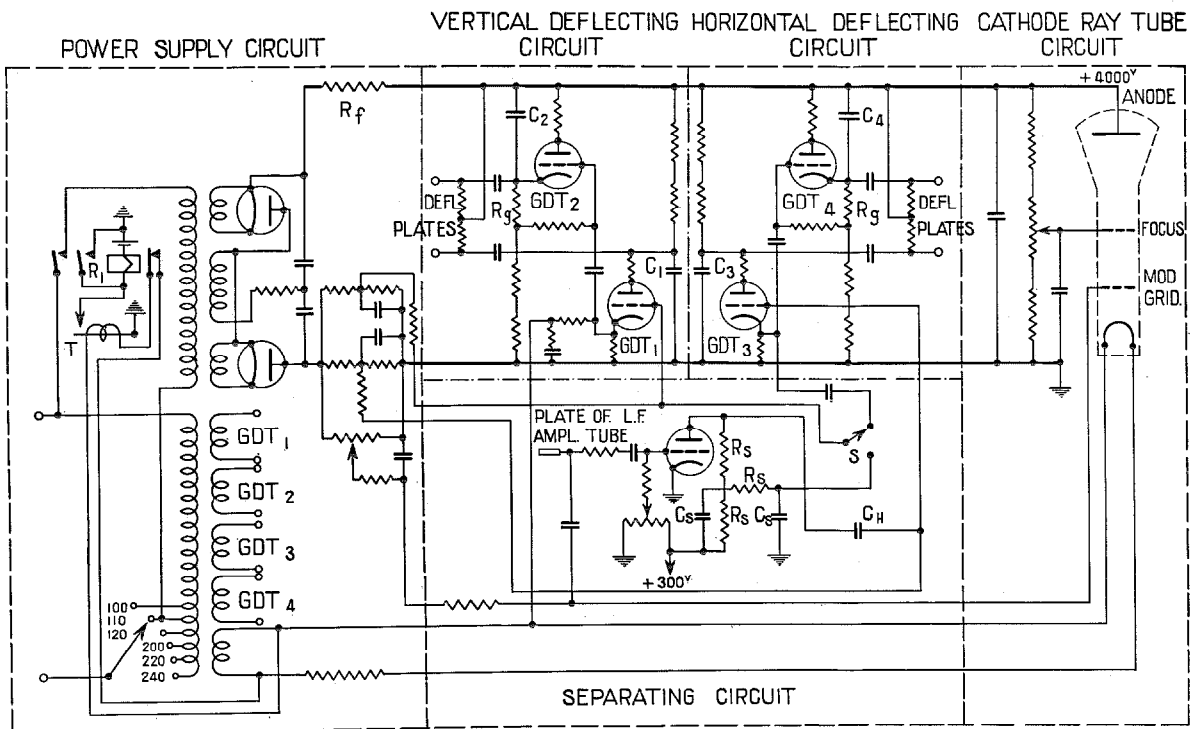 POWER SUPPLY CIRCUIT
VERTICAL DEFLECTING
CIRCUIT
HORIZONTAL DEFLECTING
CIRCUIT
CATHODE RAY TUBE
CIRCUIT
+4000V
ANODE
Rf
C2
C4
GDT2
GDT4
DEFL
PLATES
Rg
Rg
DEFL
PLATES
FOCUS
MOD
GRID.
R1
T
C1
C3
GDT1
GDT3
PLATE OF L.F.
AMPL. TUBE
RS
S
RS
CS
RS
CS
CH
+300V
GDT1
GDT2
GDT3
GDT4
100
110
120
200
220
240
SEPARATING CIRCUIT